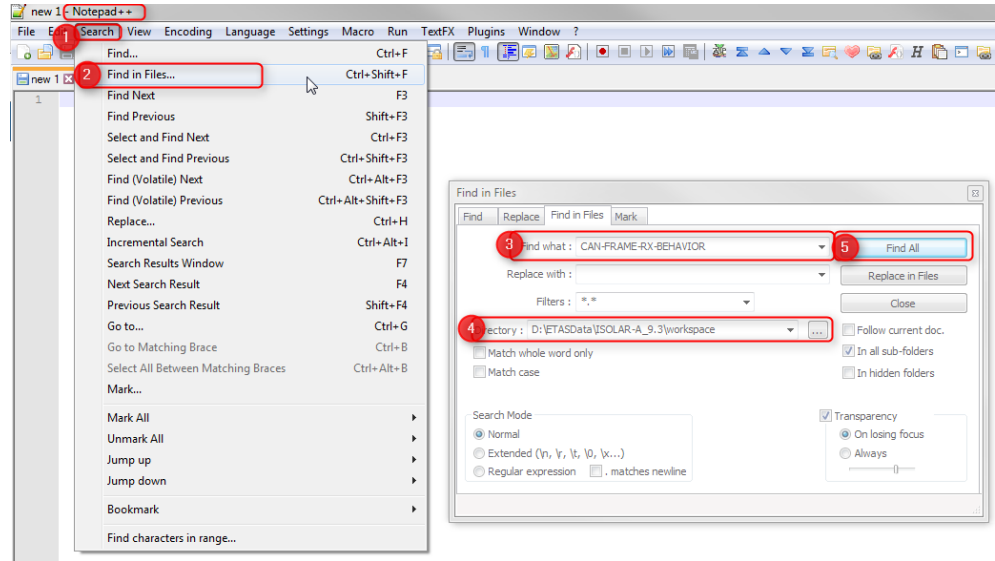 new 1 - Notepad++
File Edit Search View Encoding Language Settings Macro Run TextFX Plugins Window ?
1
new 1
2
1
Find... Ctrl+F
Find in Files... Ctrl+Shift+F
Find Next F3
Find Previous Shift+F3
Select and Find Next Ctrl+F3
Select and Find Previous Ctrl+Shift+F3
Find (Volatile) Next Ctrl+Alt+F3
Find (Volatile) Previous Ctrl+Alt+Shift+F3
Replace... Ctrl+H
Incremental Search Ctrl+Alt+I
Search Results Window F7
Next Search Result F4
Previous Search Result Shift+F4
Go to... Ctrl+G
Go to Matching Brace Ctrl+B
Select All Between Matching Braces Ctrl+Alt+B
Mark...
Mark All
Unmark All
Jump up
Jump down
Bookmark
Find characters in range...
Find in Files
Find Replace Find in Files Mark
3 Find what : CAN-FRAME-RX-BEHAVIOR 5 Find All
Replace with : Replace in Files
Filters : *.* Close
4 Directory : D:\ETASData\ISOLAR-A_9.3\workspace ... Follow current doc.
Match whole word only In all sub-folders
Match case In hidden folders
Search Mode Transparency
Normal On losing focus
Extended (\n, \r, \t, \0, \x...) Always
Regular expression . matches newline